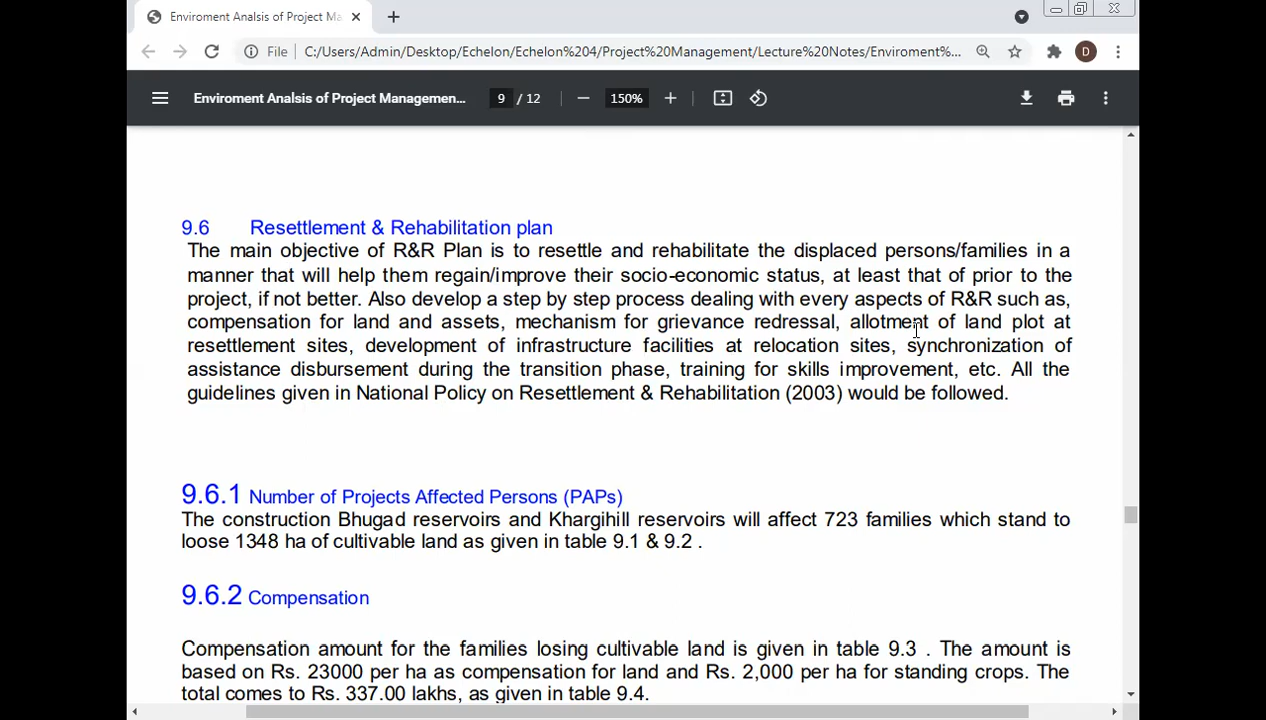 Enviroment Analsis of Project Ma
File C:/Users/Admin/Desktop/Echelon/Echelon%204/Project%20Management/Lecture%20Notes/Enviroment%... D
Enviroment Analsis of Project Managemen... 9 / 12 150%
9.6 Resettlement & Rehabilitation plan
The main objective of R&R Plan is to resettle and rehabilitate the displaced persons/families in a
manner that will help them regain/improve their socio-economic status, at least that of prior to the
project, if not better. Also develop a step by step process dealing with every aspects of R&R such as,
compensation for land and assets, mechanism for grievance redressal, allotment of land plot at
resettlement sites, development of infrastructure facilities at relocation sites, synchronization of
assistance disbursement during the transition phase, training for skills improvement, etc. All the
guidelines given in National Policy on Resettlement & Rehabilitation (2003) would be followed.
9.6.1 Number of Projects Affected Persons (PAPs)
The construction Bhugad reservoirs and Khargihill reservoirs will affect 723 families which stand to
loose 1348 ha of cultivable land as given in table 9.1 & 9.2 .
9.6.2 Compensation
Compensation amount for the families losing cultivable land is given in table 9.3 . The amount is
based on Rs. 23000 per ha as compensation for land and Rs. 2,000 per ha for standing crops. The
total comes to Rs. 337.00 lakhs, as given in table 9.4.